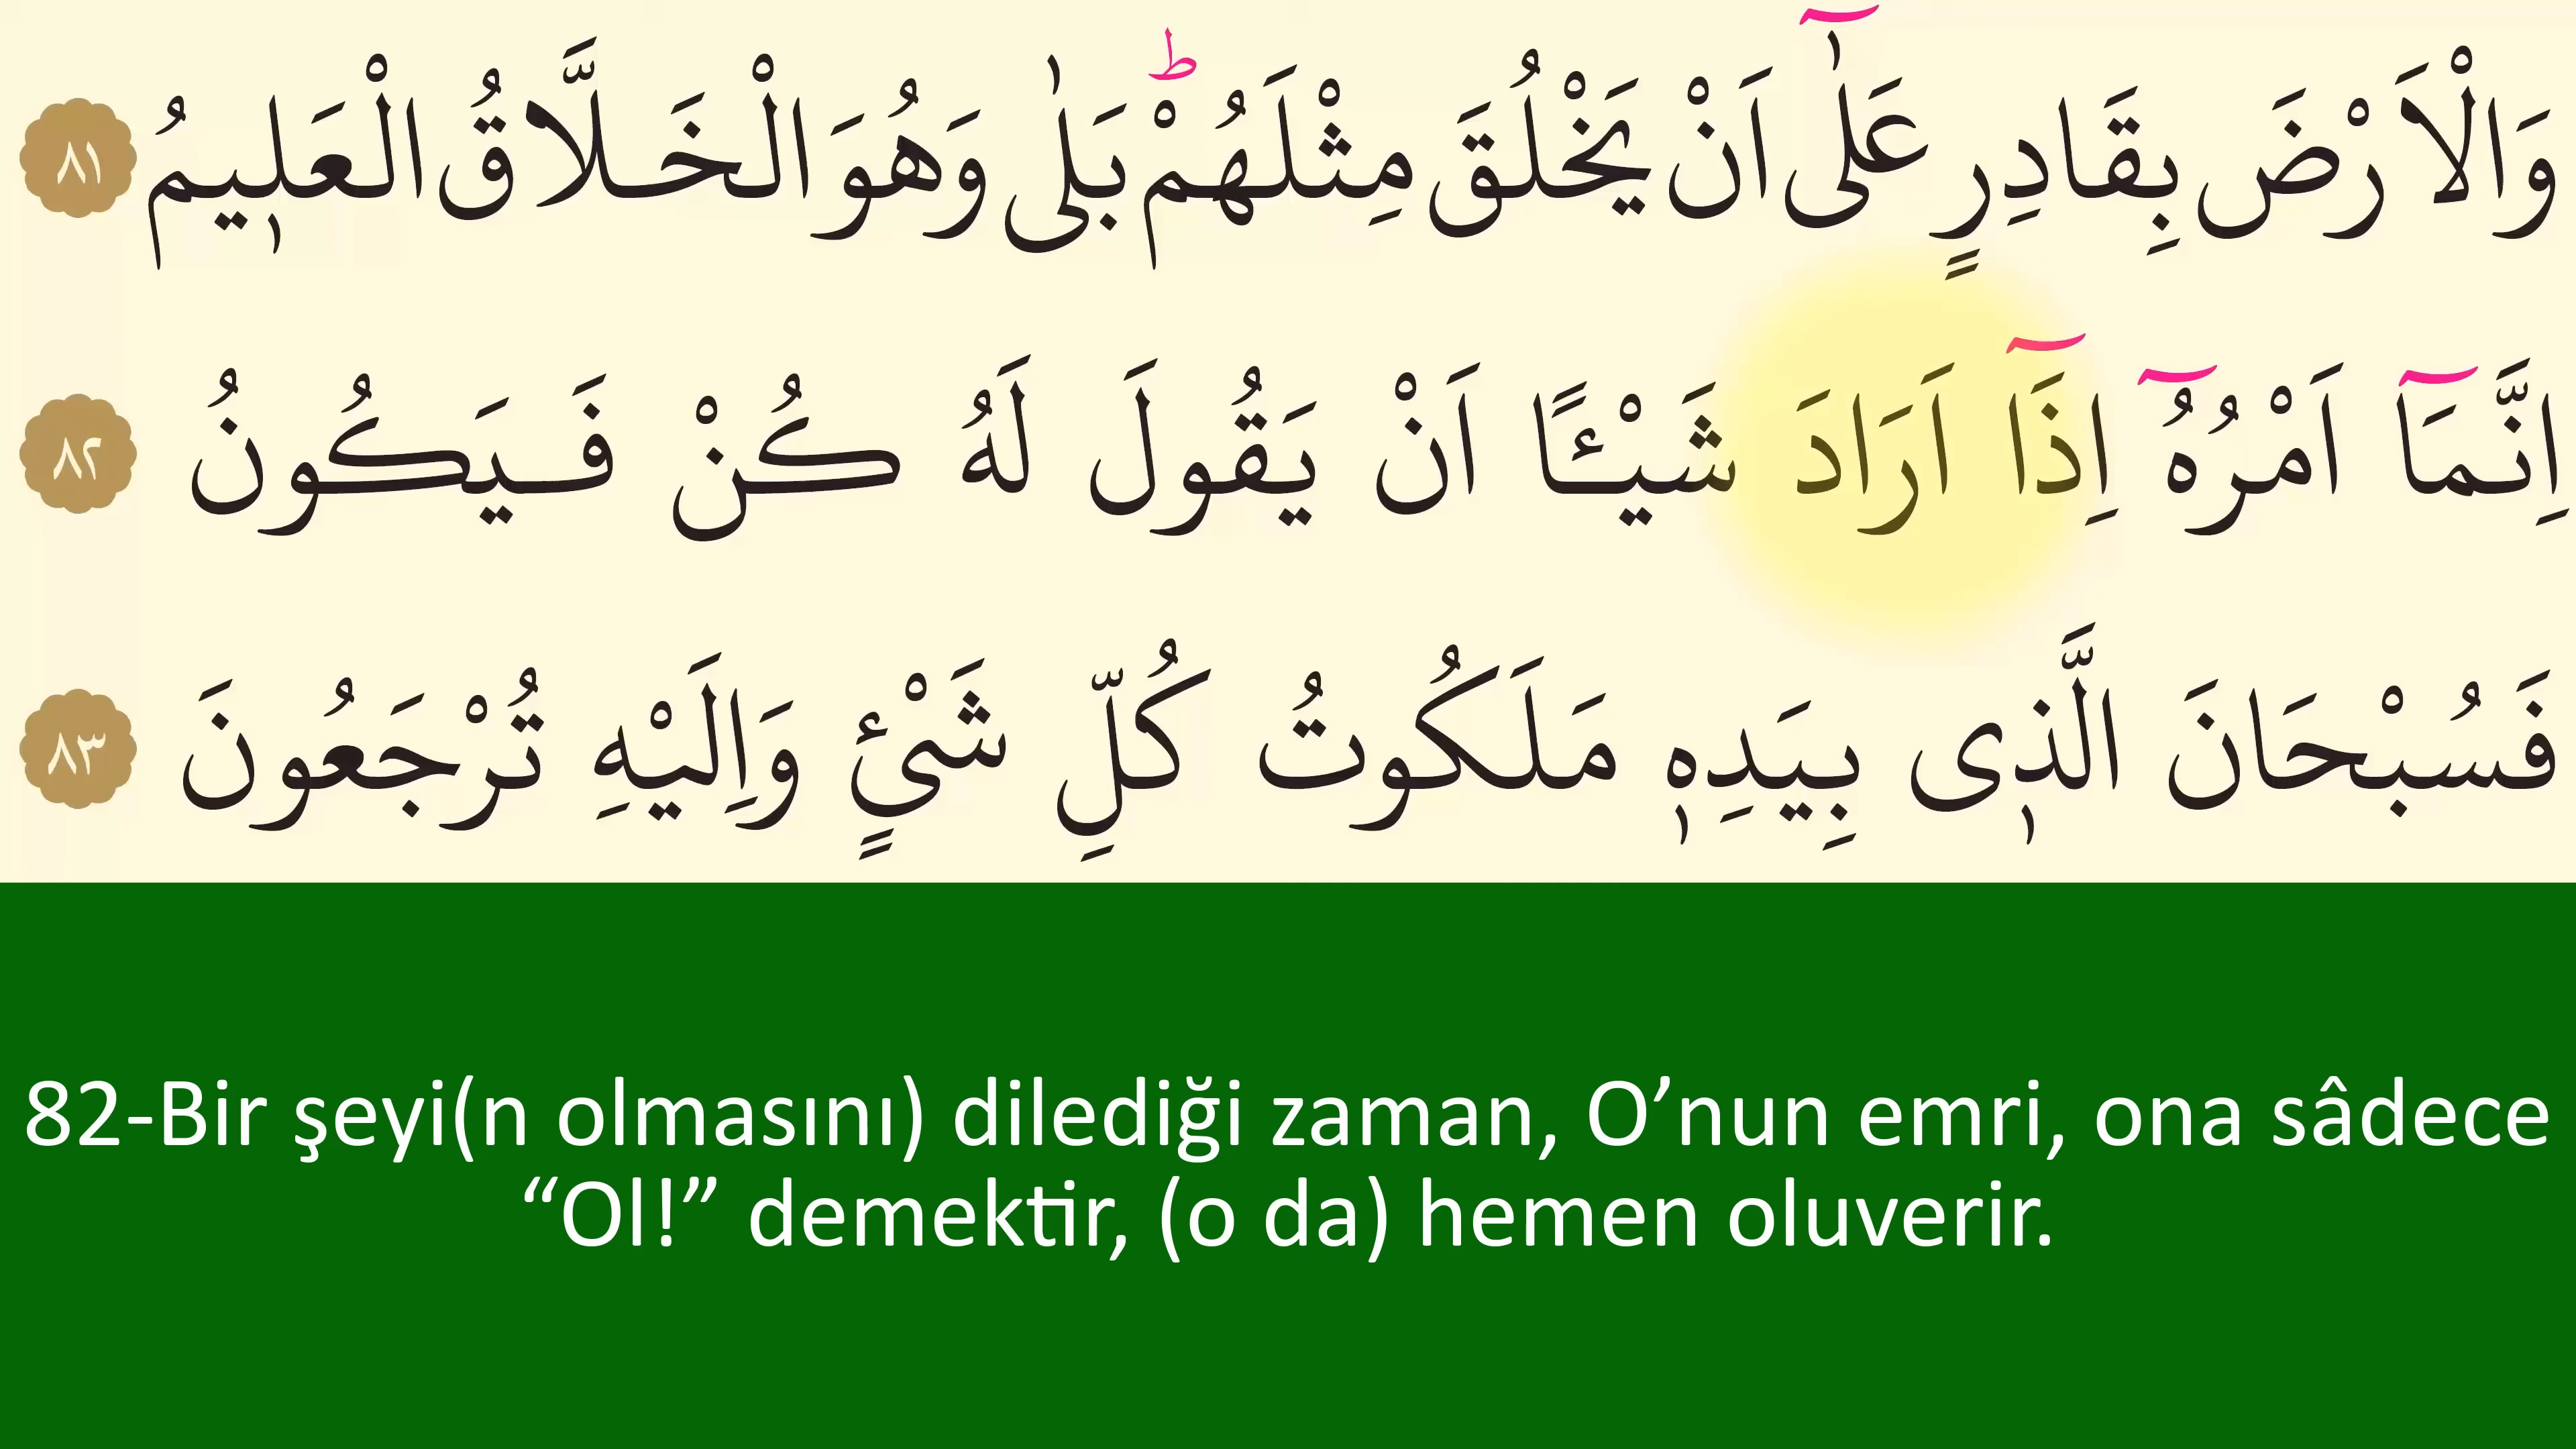 وَالْاَرْضَ بِقَادِرٍ عَلٰٓى اَنْ يَخْلُقَ مِثْلَهُمْۜ بَلٰى وَهُوَ الْخَلَّاقُ الْعَل۪يمُ ٨١
اِنَّمَٓا اَمْرُهُٓ اِذَٓا اَرَادَ شَيْـًٔا اَنْ يَقُولَ لَهُ كُنْ فَيَكُونُ ٨٢
فَسُبْحَانَ الَّذ۪ى بِيَدِه۪ مَلَكُوتُ كُلِّ شَىْءٍ وَاِلَيْهِ تُرْجَعُونَ ٨٣
82-Bir şeyi(n olmasını) dilediği zaman, O’nun emri, ona sâdece
“Ol!” demektir, (o da) hemen oluverir.